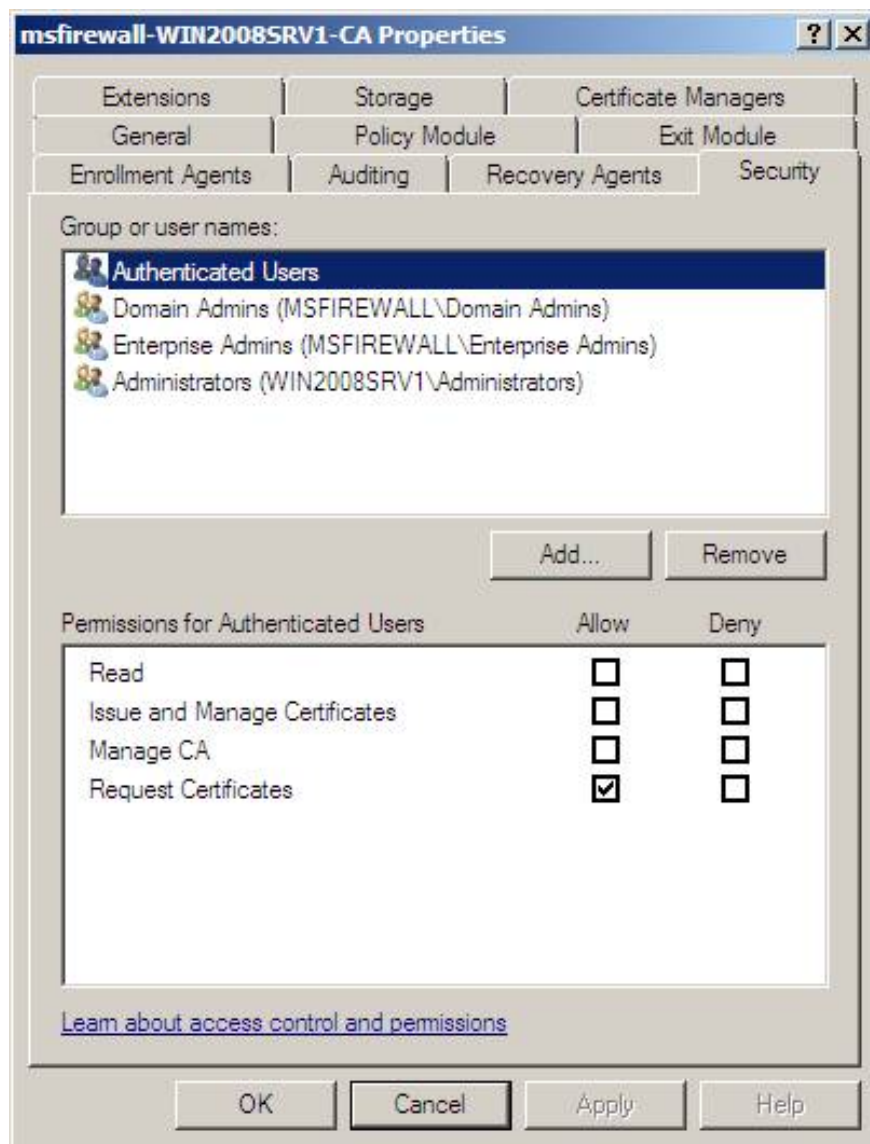 msfirewall-WIN2008SRV1-CA Properties
Extensions Storage Certificate Managers
General Policy Module Exit Module
Enrollment Agents Auditing Recovery Agents Security
Group or user names:
Authenticated Users
Domain Admins (MSFIREWALL\Domain Admins)
Enterprise Admins (MSFIREWALL\Enterprise Admins)
Administrators (WIN2008SRV1\Administrators)
Add... Remove
Permissions for Authenticated Users Allow Deny
Read
Issue and Manage Certificates
Manage CA
Request Certificates
Learn about access control and permissions
OK Cancel Apply Help